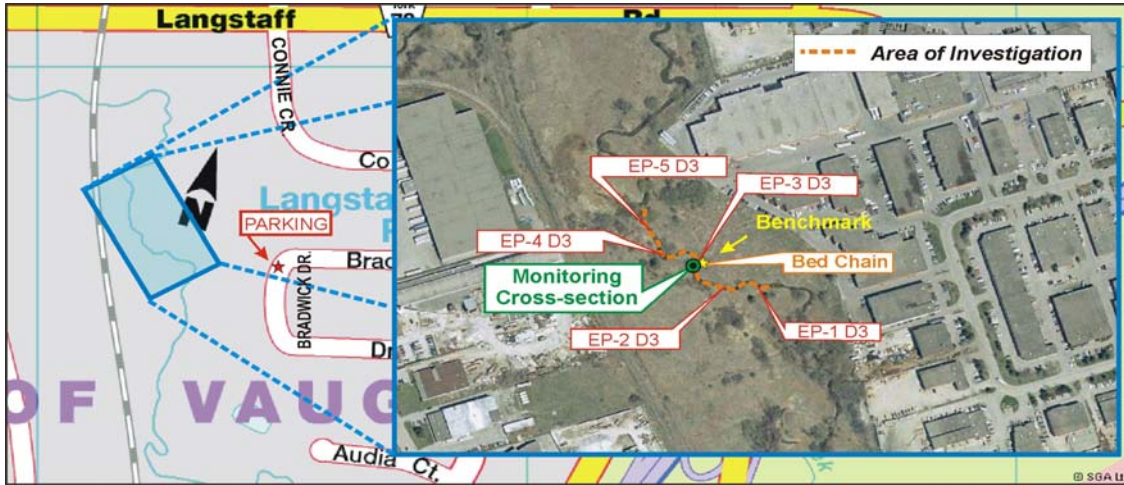 Langstaff
Rd
CONNIE CR
Co
Langsta
PARKING
BRADWICK DR.
Brac
Dr
OF VAUG
Audia Ct.
N
Area of Investigation
EP-5 D3
EP-3 D3
Benchmark
EP-4 D3
Bed Chain
Monitoring
Cross-section
EP-2 D3
EP-1 D3